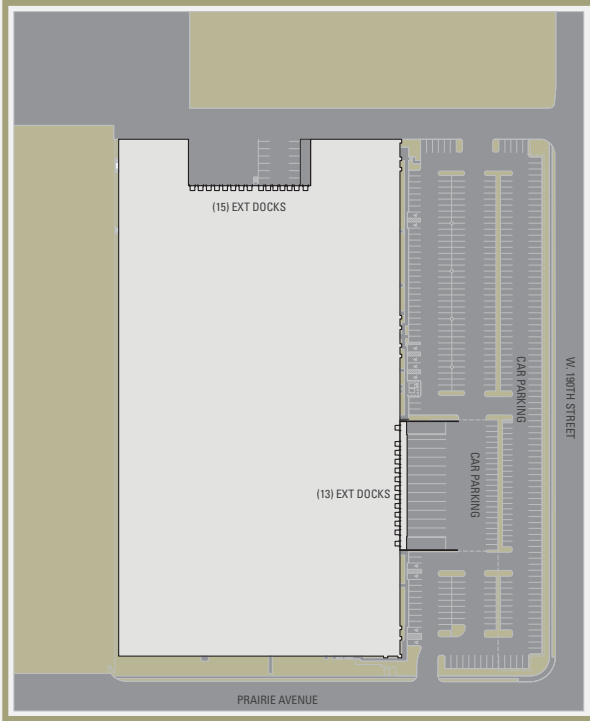 (15) EXT DOCKS
CAR PARKING
W. 190TH STREET
CAR PARKING
(13) EXT DOCKS
PRAIRIE AVENUE